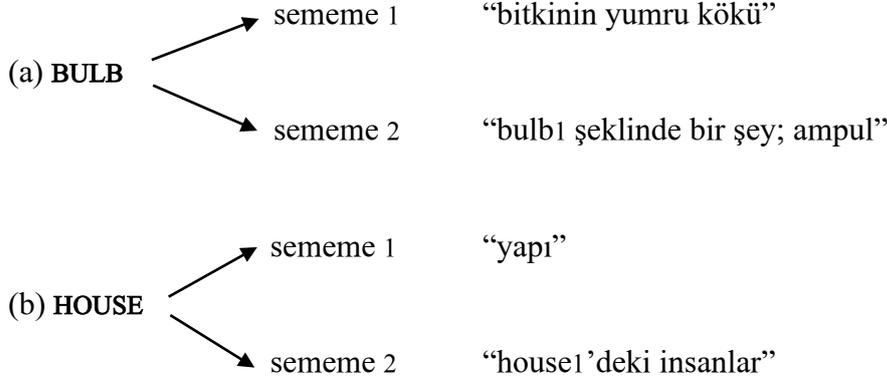 sememe 1 “bitkinin yumru kökü”
(a) BULB
sememe 2 “bulb1 şeklinde bir şey; ampul”
sememe 1 “yapı”
(b) HOUSE
sememe 2 “house1’deki insanlar”